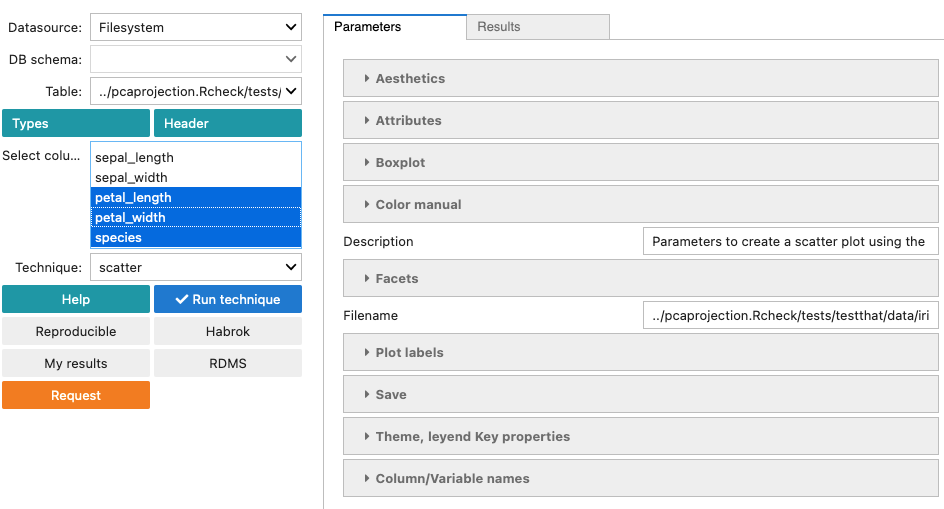 Datasource: Filesystem
DB schema:
Table: ../pcaprojection.Rcheck/tests/
Types Header
Select colu...
sepal_length
sepal_width
petal_length
petal_width
species
Technique: scatter
Help Run technique
Reproducible Habrok
My results RDMS
Request
Parameters Results
Aesthetics
Attributes
Boxplot
Color manual
Description Parameters to create a scatter plot using the
Facets
Filename ../pcaprojection.Rcheck/tests/testthat/data/iri
Plot labels
Save
Theme, leyend Key properties
Column/Variable names